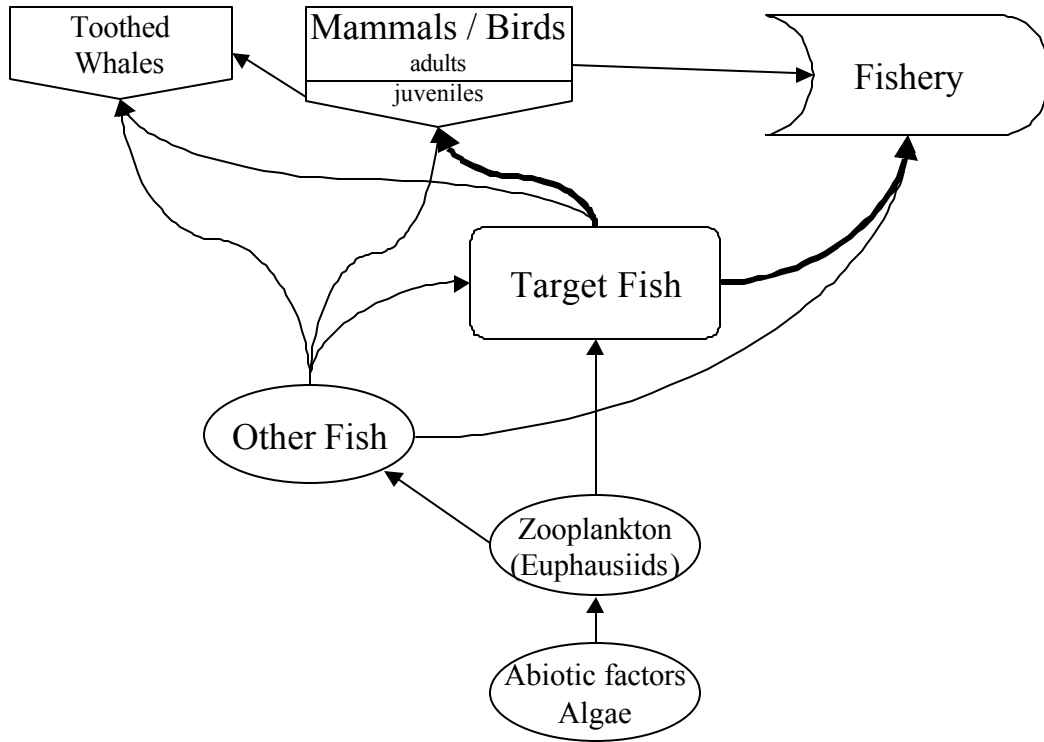 Toothed
Whales
Mammals / Birds
adults
juveniles
Fishery
Target Fish
Other Fish
Zooplankton
(Euphausiids)
Abiotic factors
Algae